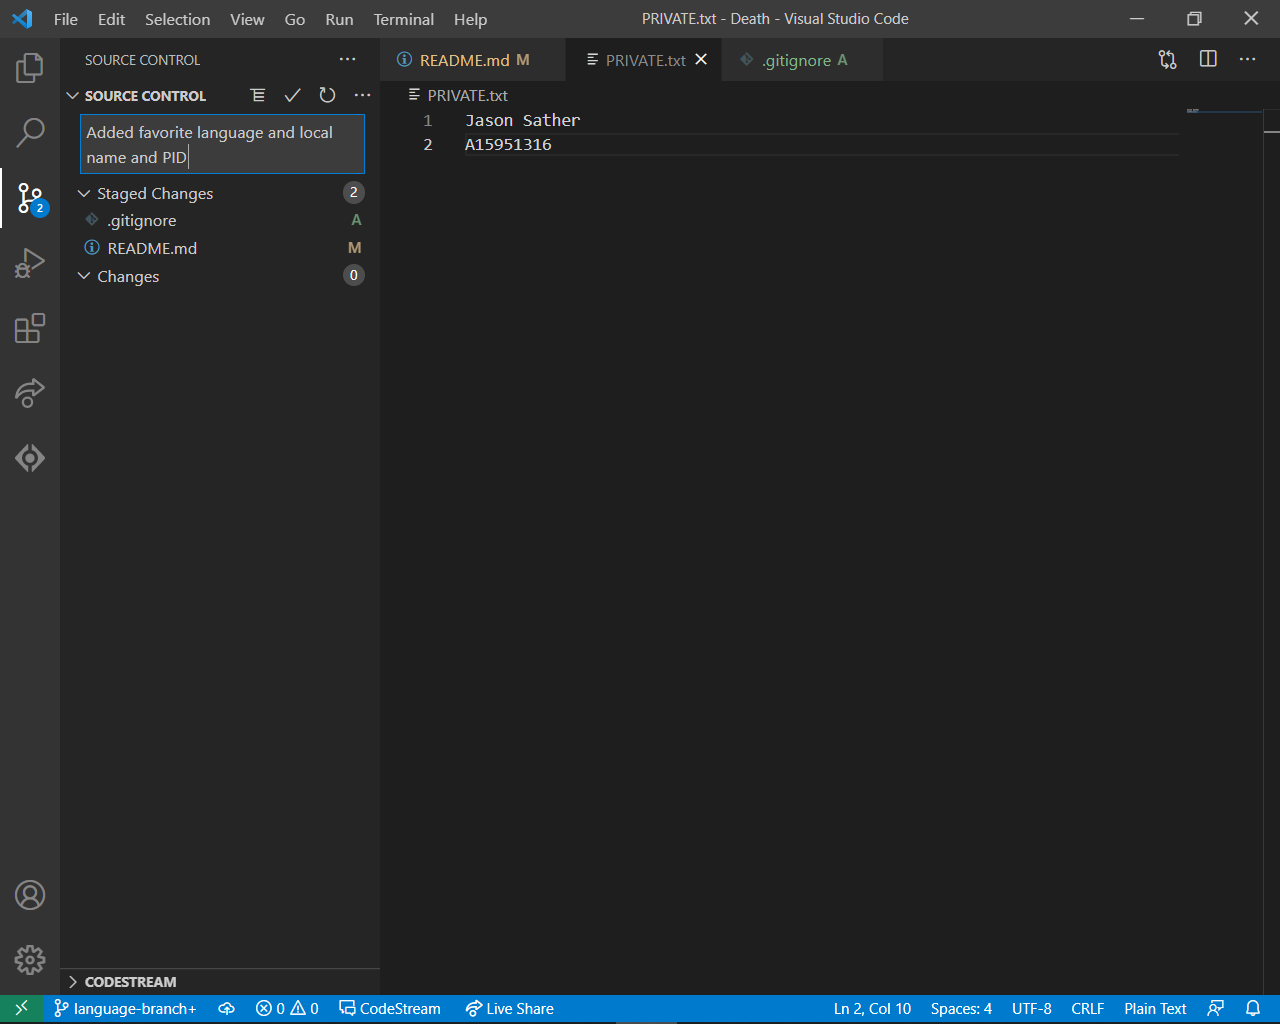 File Edit Selection View Go Run Terminal Help
PRIVATE.txt - Death - Visual Studio Code
SOURCE CONTROL
README.md M
PRIVATE.txt
.gitignore A
SOURCE CONTROL
PRIVATE.txt
Added favorite language and local
name and PID
1 Jason Sather
2 A15951316
Staged Changes 2
.gitignore A
README.md M
Changes 0
2
CODESTREAM
language-branch+ 0 0 CodeStream Live Share
Ln 2, Col 10 Spaces: 4 UTF-8 CRLF Plain Text